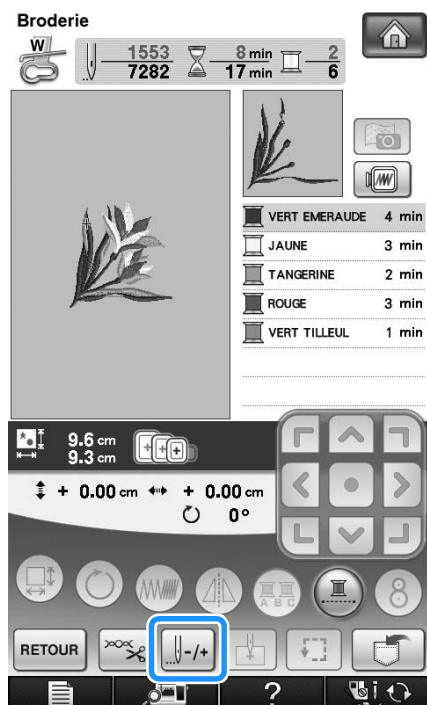 Broderie
W
1553 8 min 2
7282 17 min 6
VERT EMERAUDE 4 min
JAUNE 3 min
TANGERINE 2 min
ROUGE 3 min
VERT TILLEUL 1 min
9.6 cm
9.3 cm
+ 0.00 cm + 0.00 cm
0°
A B C 8
RETOUR -/+
? i